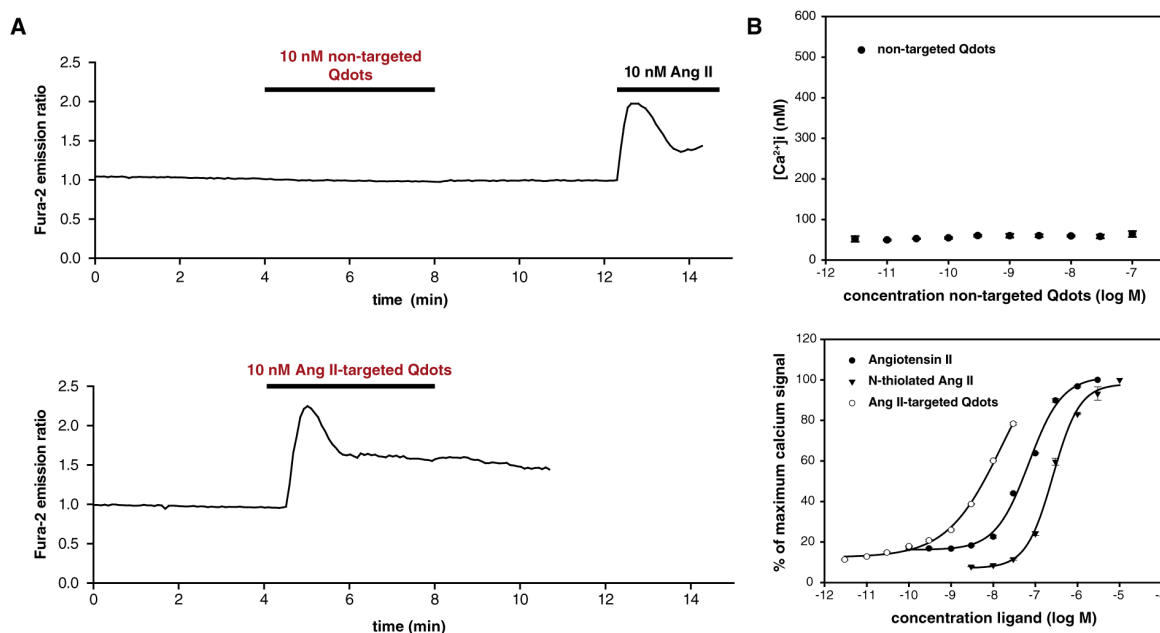 A
10 nM non-targeted
Qdots
10 nM Ang II
2.5
2.0
1.5
1.0
0.5
0.0
Fura-2 emission ratio
0 2 4 6 8 10 12 14
time (min)
10 nM Ang II-targeted Qdots
2.5
2.0
1.5
1.0
0.5
0.0
Fura-2 emission ratio
0 2 4 6 8 10 12 14
time (min)
B
non-targeted Qdots
600
500
400
300
200
100
0
[Ca²⁺]i (nM)
-12 -11 -10 -9 -8 -7
concentration non-targeted Qdots (log M)
Angiotensin II
N-thiolated Ang II
Ang II-targeted Qdots
120
100
80
60
40
20
0
% of maximum calcium signal
-12 -11 -10 -9 -8 -7 -6 -5
concentration ligand (log M)